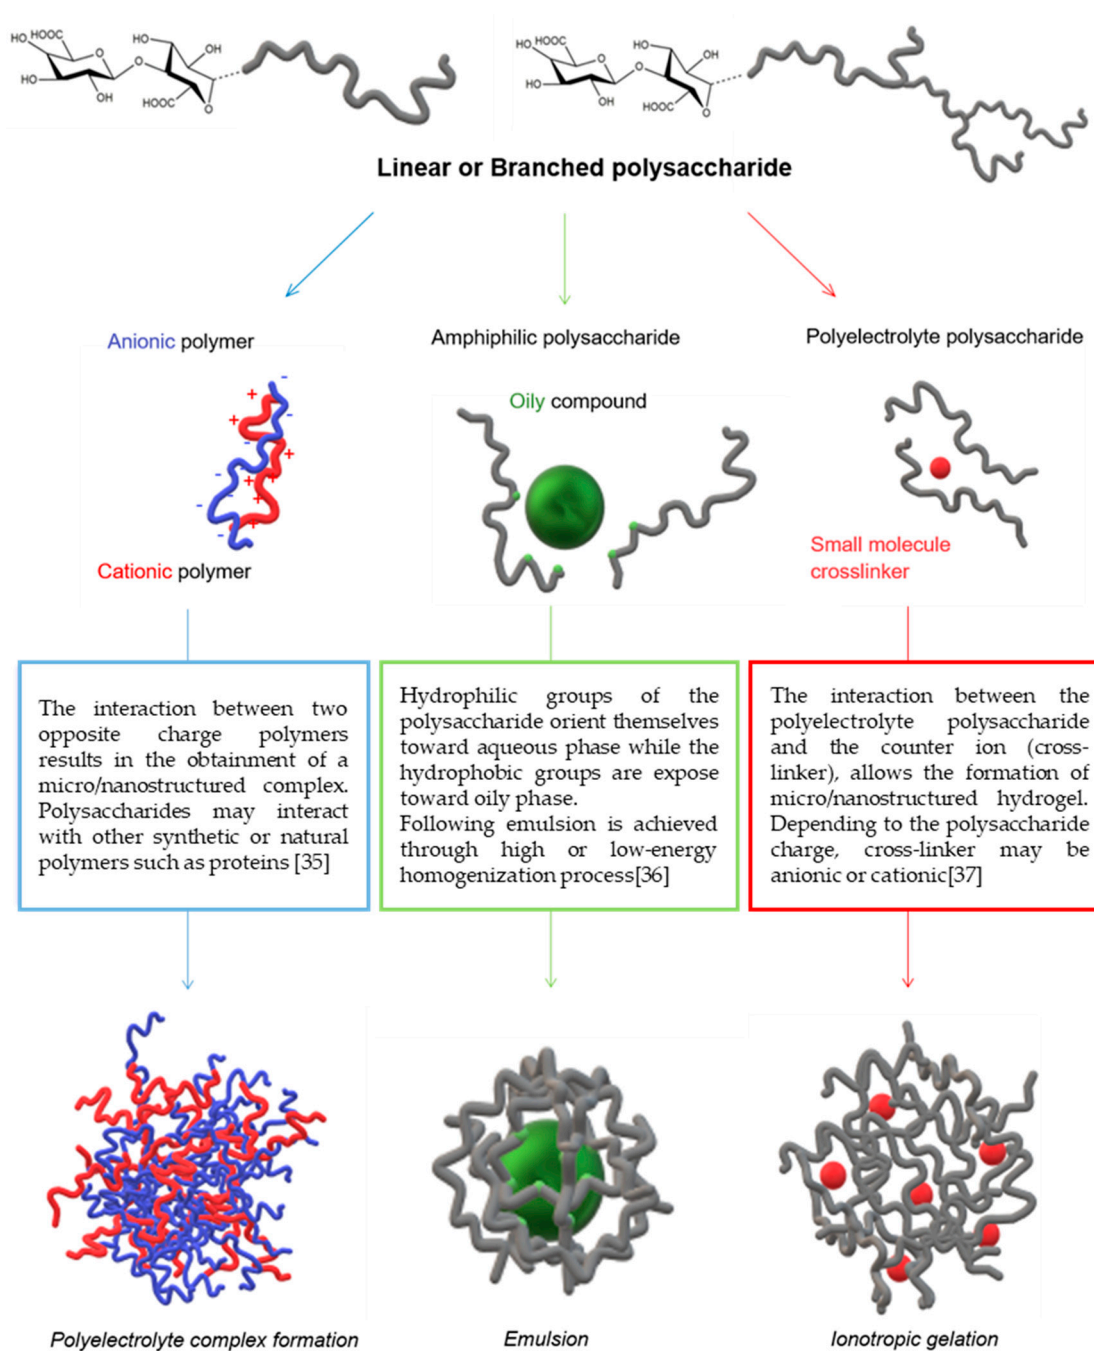 HOOC
HO
HO
OH
O
HO
OH
HOOC
O
O
HOOC
HO
HO
OH
O
HO
OH
HOOC
O
O
Linear or Branched polysaccharide
Anionic polymer
Cationic polymer
Amphiphilic polysaccharide
Oily compound
Polyelectrolyte polysaccharide
Small molecule
crosslinker
The interaction between two
opposite charge polymers
results in the obtainment of a
micro/nanostructured complex.
Polysaccharides may interact
with other synthetic or natural
polymers such as proteins [35]
Hydrophilic groups of the
polysaccharide orient themselves
toward aqueous phase while the
hydrophobic groups are expose
toward oily phase.
Following emulsion is achieved
through high or low-energy
homogenization process[36]
The interaction between the
polyelectrolyte polysaccharide
and the counter ion (cross-
linker), allows the formation of
micro/nanostructured hydrogel.
Depending to the polysaccharide
charge, cross-linker may be
anionic or cationic[37]
Polyelectrolyte complex formation
Emulsion
Ionotropic gelation